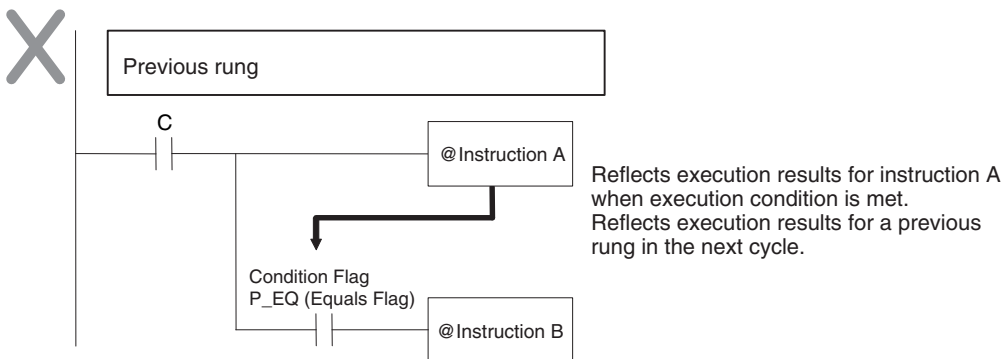 Previous rung
C
@Instruction A
Reflects execution results for instruction A
when execution condition is met.
Reflects execution results for a previous
rung in the next cycle.
Condition Flag
P_EQ (Equals Flag)
@Instruction B